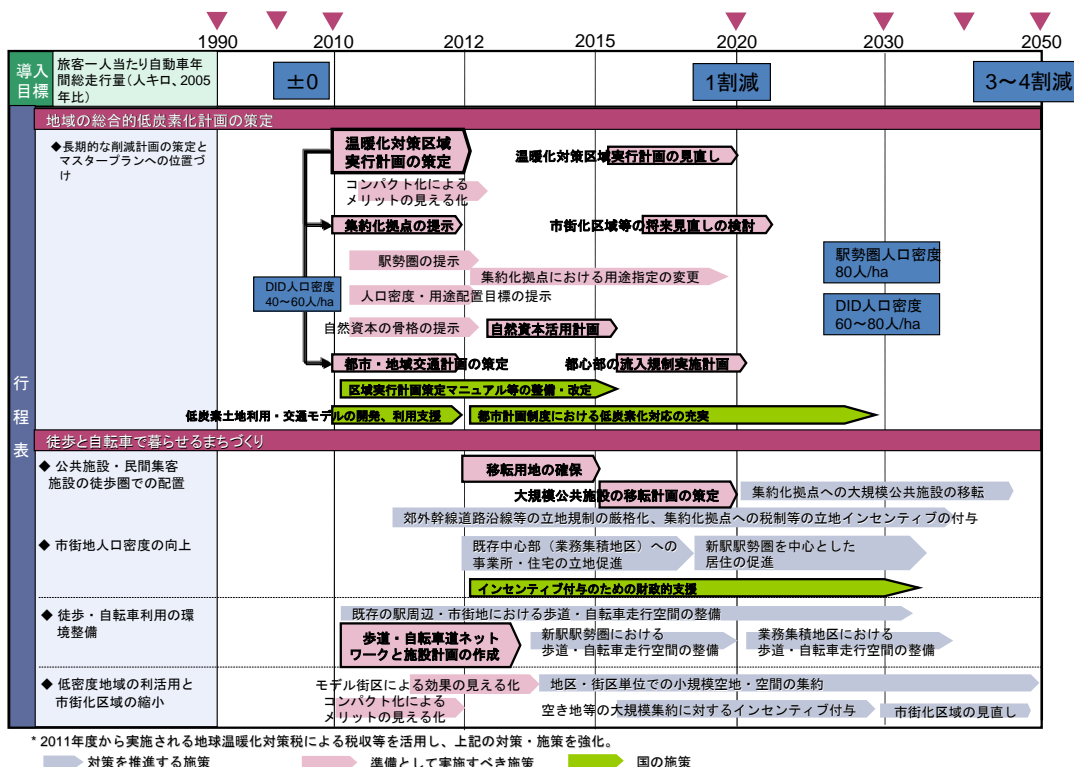 1990 2010 2012 2015 2020 2030 2050
導入
目標
旅客一人当たり自動車年
間総走行量(人キロ、2005
年比)
±0
1割減
3～4割減
行
程
表
地域の総合的低炭素化計画の策定
◆長期的な削減計画の策定と
マスタープランへの位置づ
け
温暖化対策区域
実行計画の策定
温暖化対策区域実行計画の見直し
コンパクト化による
メリットの見える化
集約化拠点の提示
市街化区域等の将来見直しの検討
駅勢圏の提示
集約化拠点における用途指定の変更
駅勢圏人口密度
80人/ha
DID人口密度
40～60人/ha
人口密度・用途配置目標の提示
DID人口密度
60～80人/ha
自然資本の骨格の提示
自然資本活用計画
都市・地域交通計画の策定
都心部の流入規制実施計画
区域実行計画策定マニュアル等の整備・改定
低炭素土地利用・交通モデルの開発、利用支援
都市計画制度における低炭素化対応の充実
徒歩と自転車で暮らせるまちづくり
◆ 公共施設・民間集客
施設の徒歩圏での配置
移転用地の確保
大規模公共施設の移転計画の策定
集約化拠点への大規模公共施設の移転
郊外幹線道路沿線等の立地規制の厳格化、集約化拠点への税制等の立地インセンティブの付与
◆ 市街地人口密度の向上
既存中心部（業務集積地区）への
事業所・住宅の立地促進
新駅駅勢圏を中心とした
居住の促進
インセンティブ付与のための財政的支援
◆ 徒歩・自転車利用の環
境整備
既存の駅周辺・市街地における歩道・自転車走行空間の整備
歩道・自転車道ネット
ワークと施設計画の作成
新駅駅勢圏における
歩道・自転車走行空間の整備
業務集積地区における
歩道・自転車走行空間の整備
◆ 低密度地域の利活用と
市街化区域の縮小
モデル街区による効果の見える化
地区・街区単位での小規模空地・空間の集約
コンパクト化による
メリットの見える化
空き地等の大規模集約に対するインセンティブ付与
市街化区域の見直し
* 2011年度から実施される地球温暖化対策税による税収等を活用し、上記の対策・施策を強化。
対策を推進する施策
準備として実施すべき施策
国の施策